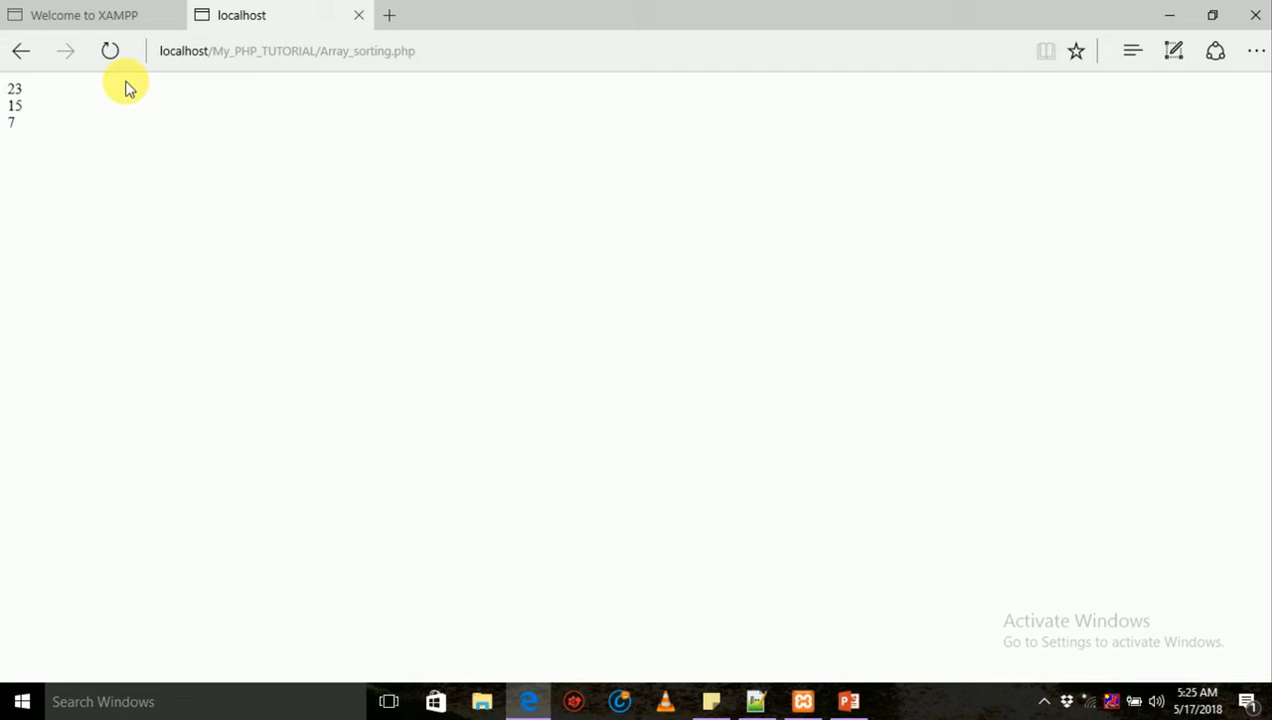 Welcome to XAMPP
localhost
localhost/My_PHP_TUTORIAL/Array_sorting.php
23
15
7
Activate Windows
Go to Settings to activate Windows.
Search Windows
5:25 AM
5/17/2018
1